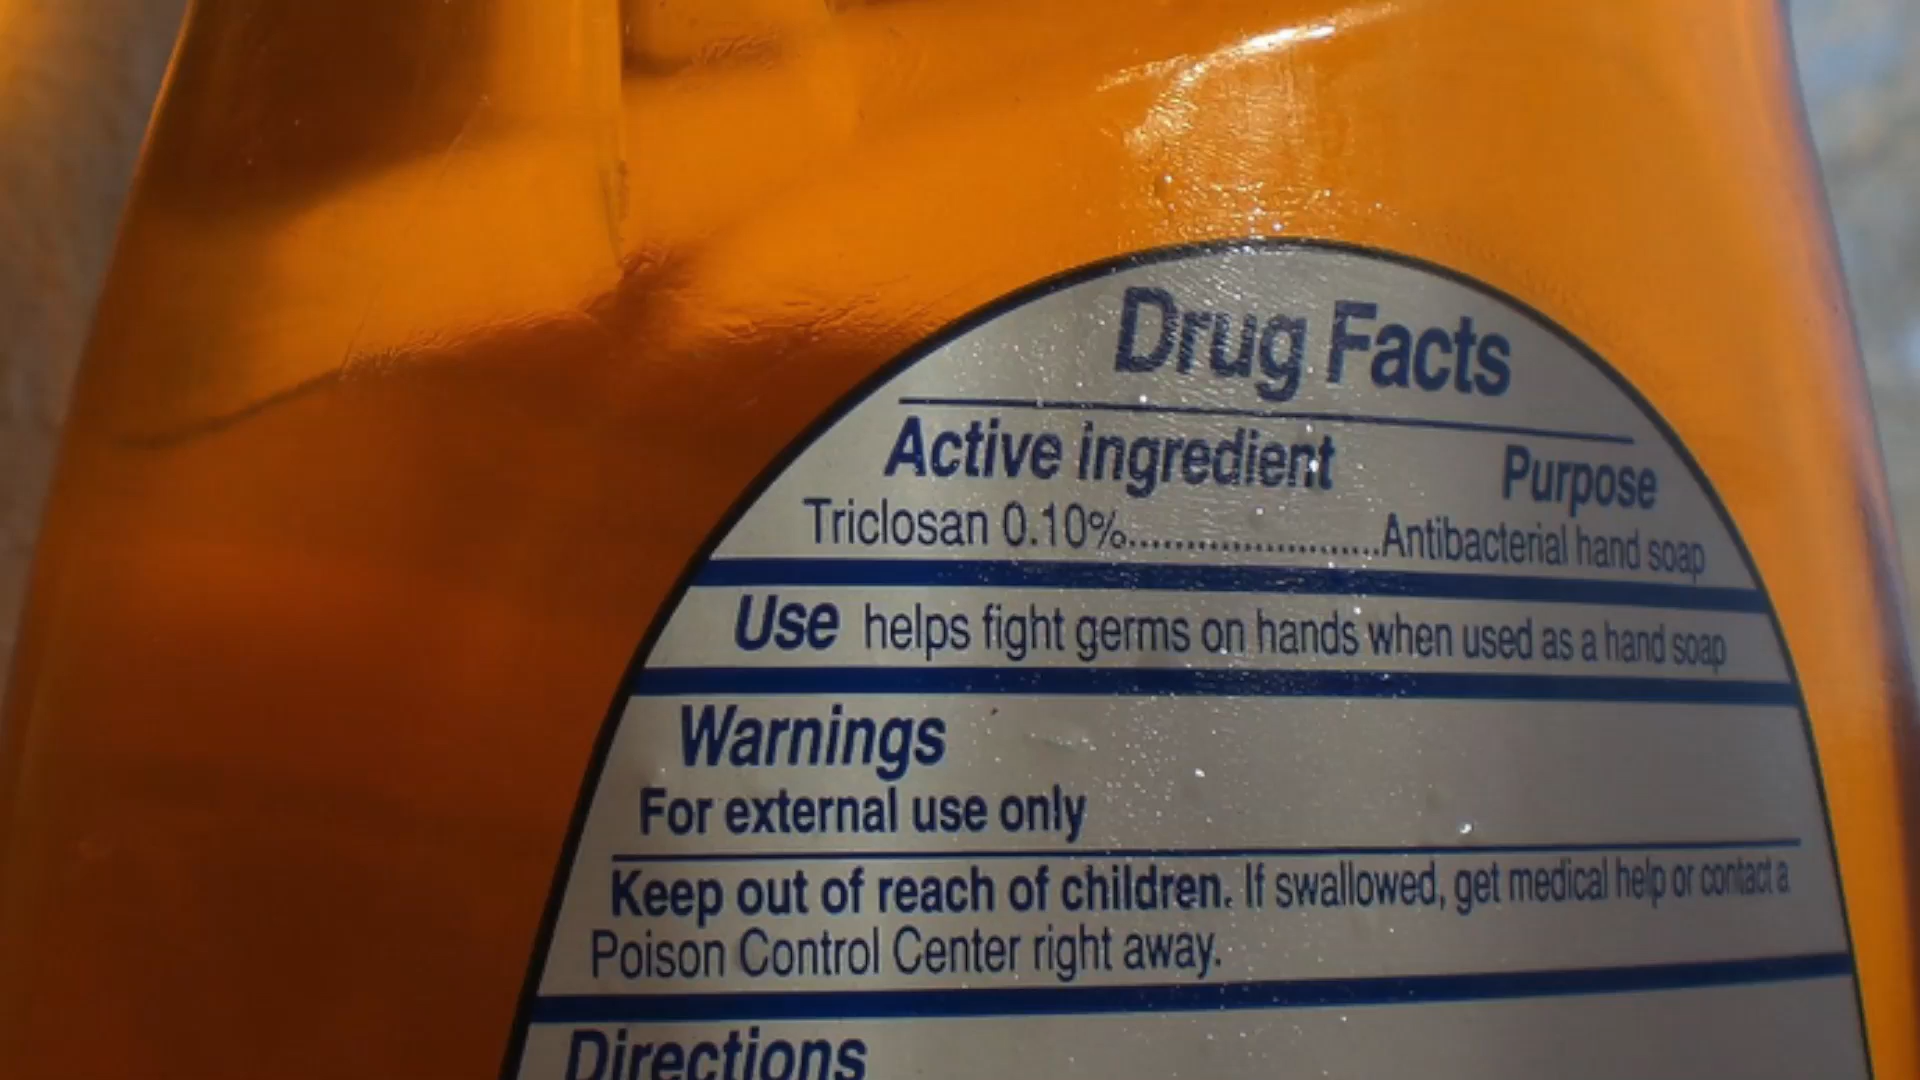 Drug Facts
Active ingredient Purpose
Triclosan 0.10%........................Antibacterial hand soap
Use helps fight germs on hands when used as a hand soap
Warnings
For external use only
Keep out of reach of children. If swallowed, get medical help or contact a
Poison Control Center right away.
Directions